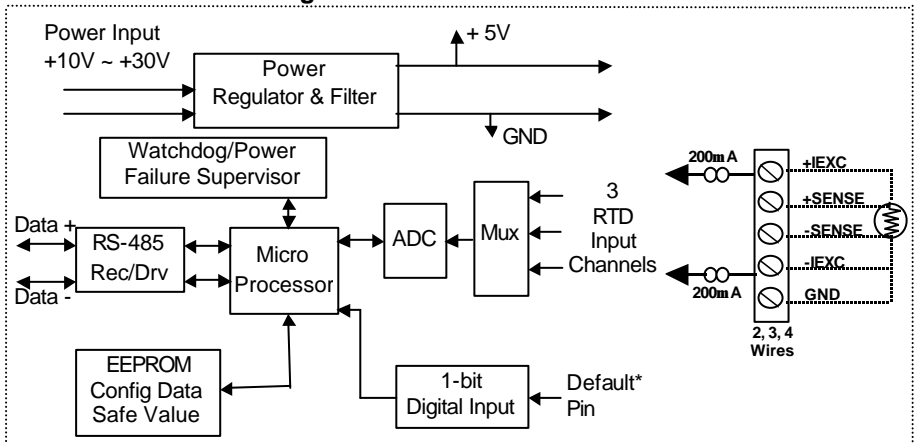 Power Input
+10V ~ +30V
Power
Regulator & Filter
+ 5V
GND
Watchdog/Power
Failure Supervisor
Data +
Data -
RS-485
Rec/Drv
Micro
Processor
ADC
Mux
3
RTD
Input
Channels
EEPROM
Config Data
Safe Value
1-bit
Digital Input
Default*
Pin
200mA
200mA
+IEXC
+SENSE
-SENSE
-IEXC
GND
2, 3, 4
Wires